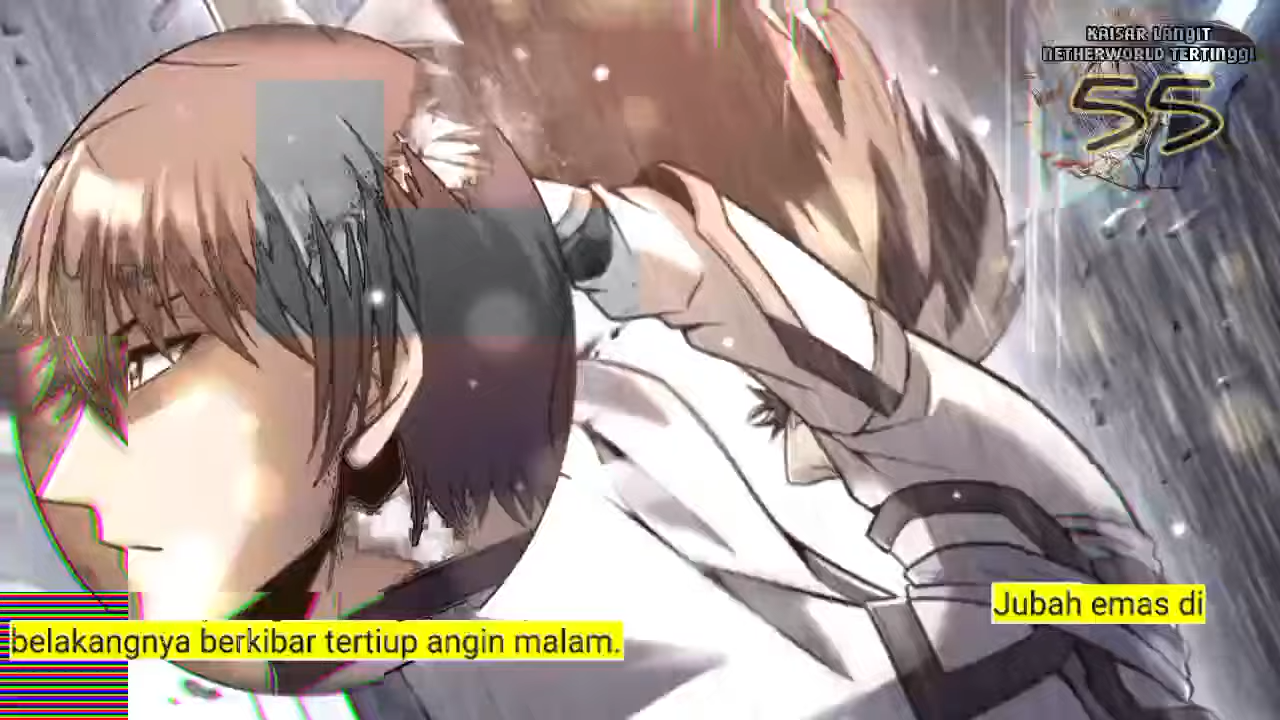 KAISAR LANGIT
NETHERWORLD TERTINGGI
55
Jubah emas di
belakangnya berkibar tertiup angin malam.